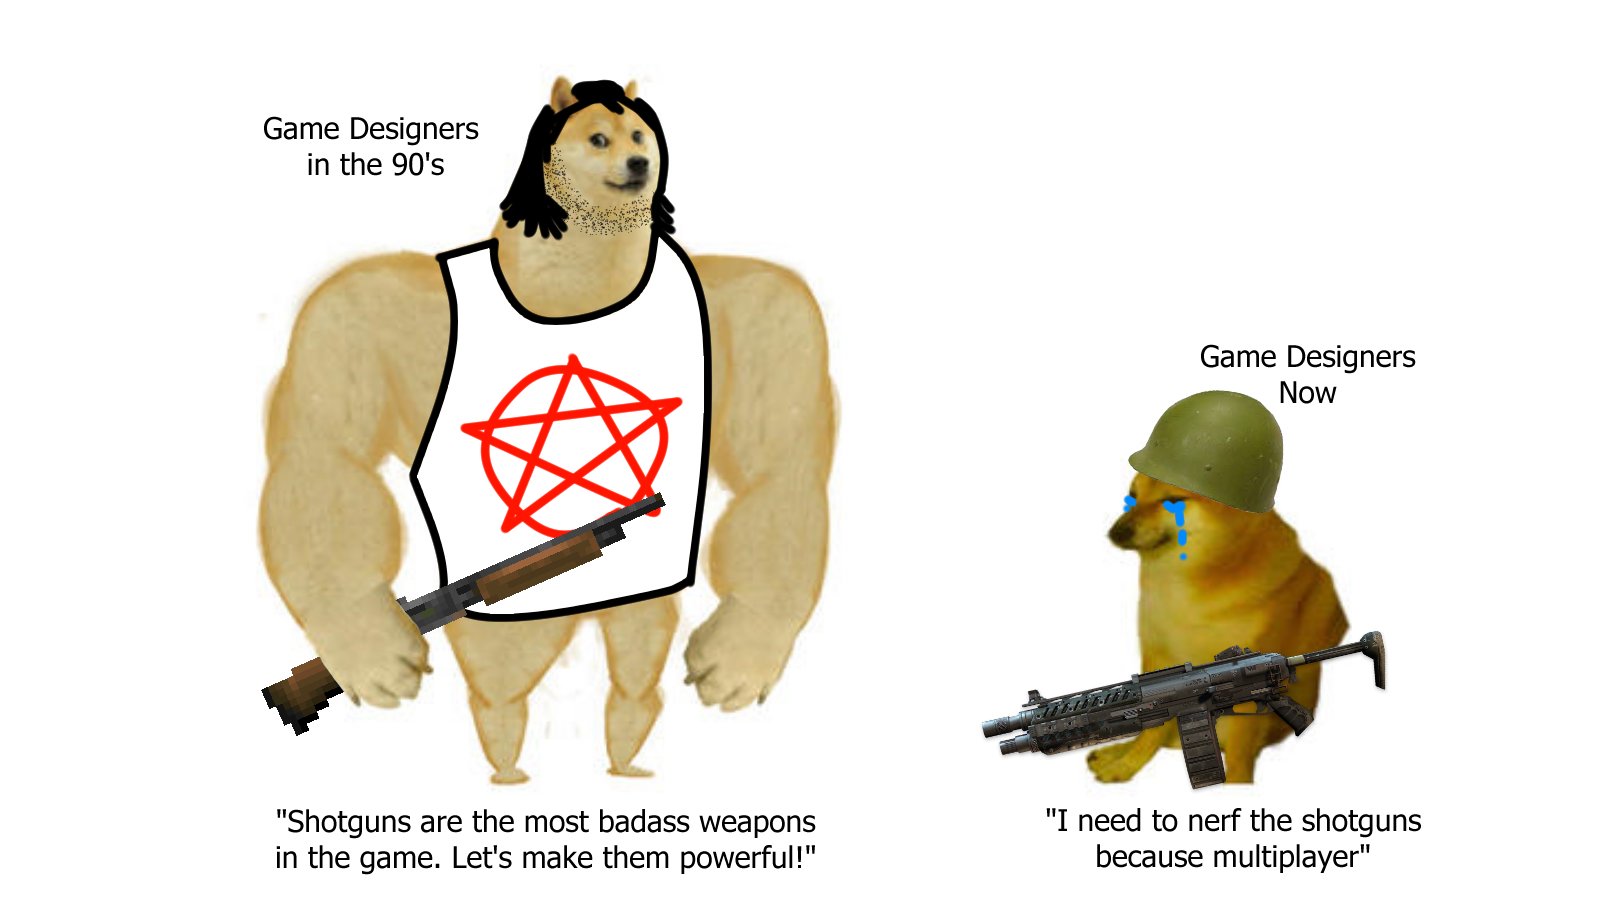 Game Designers
in the 90's
"Shotguns are the most badass weapons
in the game. Let's make them powerful!"
Game Designers
Now
"I need to nerf the shotguns
because multiplayer"